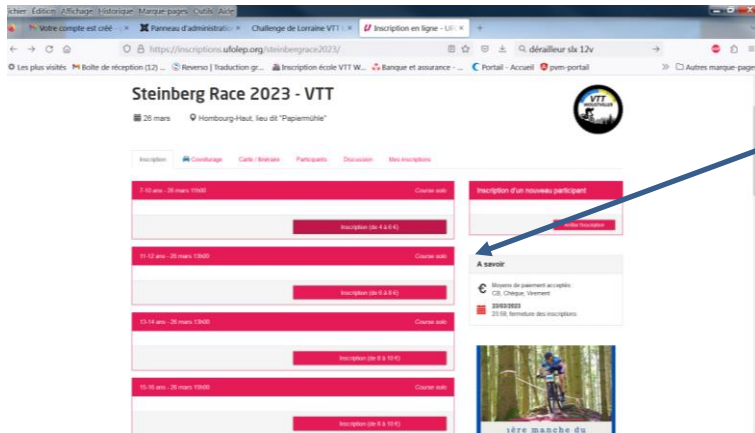 chier Édition Affichage Historique Marque-pages Outils Aide
Votre compte est créé -
Panneau d'administratio
Challenge de Lorraine VTT
Inscription en ligne - UF
https://inscriptions.ufolep.org/steinbergrace2023/
dérailleur slx 12v
Les plus visités
Boîte de réception (12) ...
Reverso | Traduction gr...
Inscription école VTT W...
Banque et assurance - ...
Portail - Accueil
pvm-portail
Autres marque-page
Steinberg Race 2023 - VTT
26 mars
Hombourg-Haut, lieu dit "Papiermühle"
VTT
Inscription
Covoiturage
Carte / Itinéraire
Participants
Discussion
Mes inscriptions
7-10 ans - 26 mars 11h00
Course solo
Inscription (de 4 à 6 €)
11-12 ans - 26 mars 13h00
Course solo
Inscription (de 6 à 8 €)
13-14 ans - 26 mars 13h00
Course solo
Inscription (de 8 à 10 €)
15-16 ans - 26 mars 15h00
Course solo
Inscription (de 8 à 10 €)
Inscription d'un nouveau participant
l'inscription
A savoir
€ Moyens de paiement acceptés
CB, Chèque, Virement
23/03/2023
23:59, fermeture des inscriptions
1ère manche du